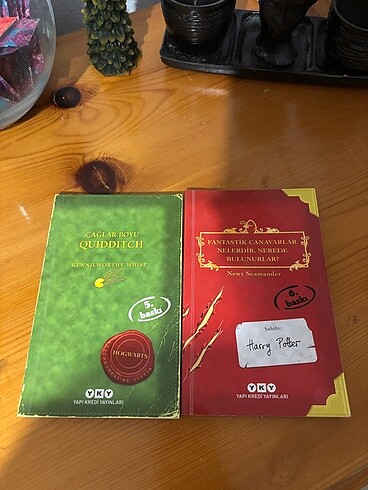 ÇAĞLAR BOYU
QUIDDITCH
KENNILWORTHY WHISP
5.
baskı
HOGWARTS
YKY
YAPI KREDİ YAYINLARI
FANTASTİK CANAVARLAR
NELERDİR, NEREDE
BULUNURLAR?
Newt Scamander
6.
baskı
Sahibi:
Harry Potter
YKY
YAPI KREDİ YAYINLARI